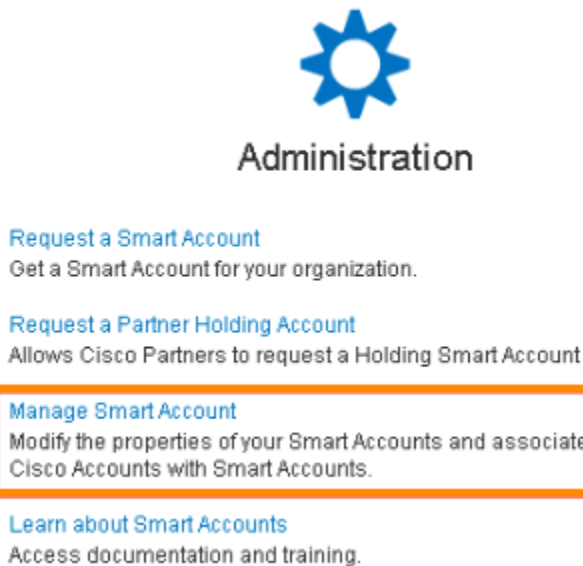 Administration
Request a Smart Account
Get a Smart Account for your organization.
Request a Partner Holding Account
Allows Cisco Partners to request a Holding Smart Account
Manage Smart Account
Modify the properties of your Smart Accounts and associate
Cisco Accounts with Smart Accounts.
Learn about Smart Accounts
Access documentation and training.